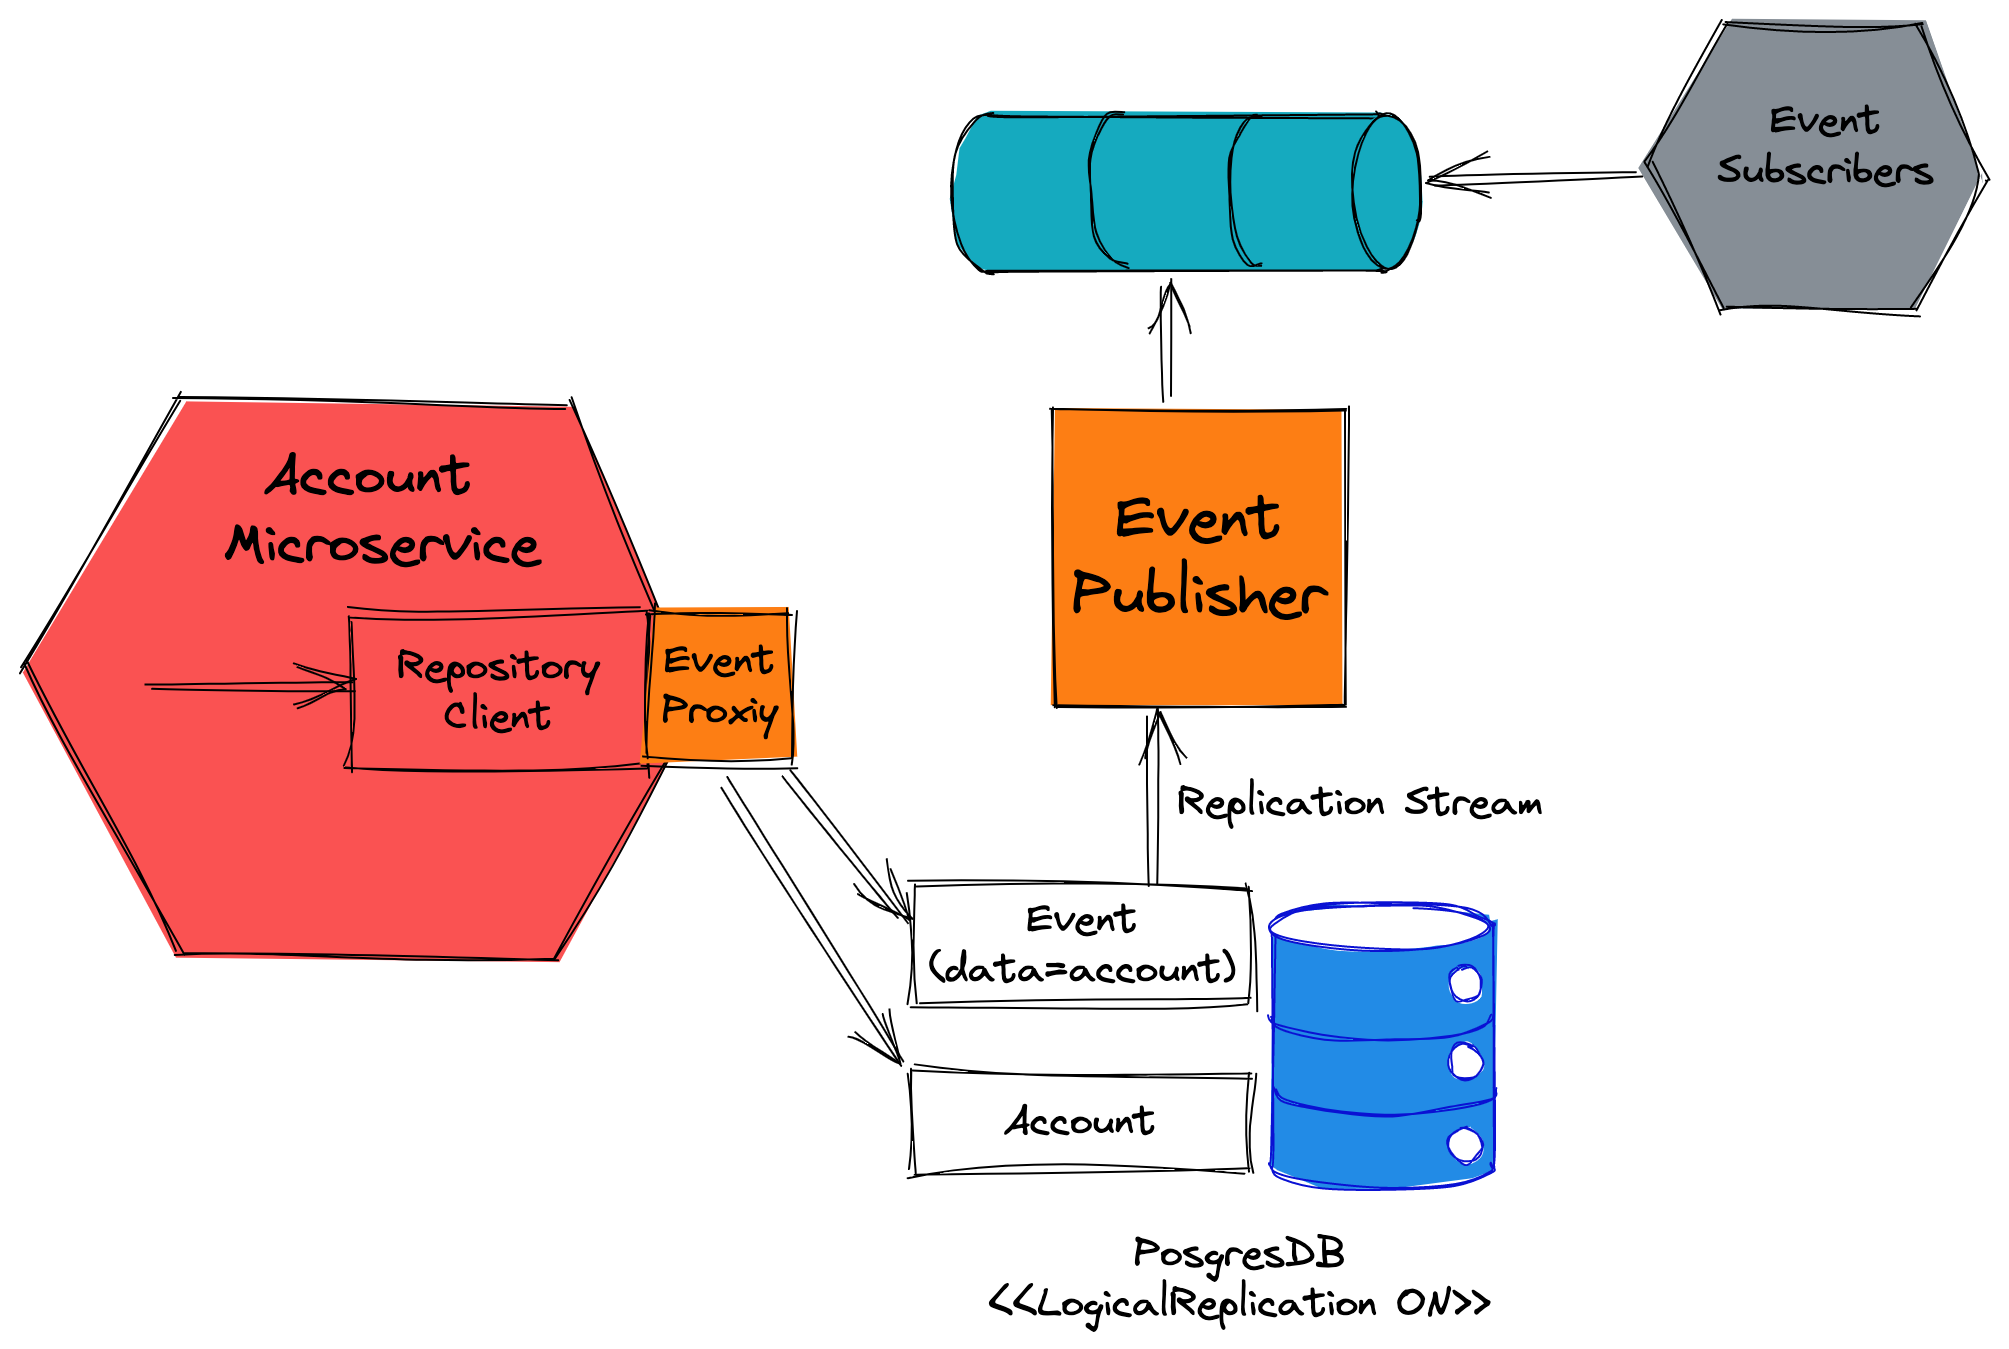 Event
Subscribers
Account
Microservice
Event
Publisher
Repository
Client
Event
Proxiy
Replication Stream
Event
(data=account)
Account
PosgresDB
<<LogicalReplication ON>>